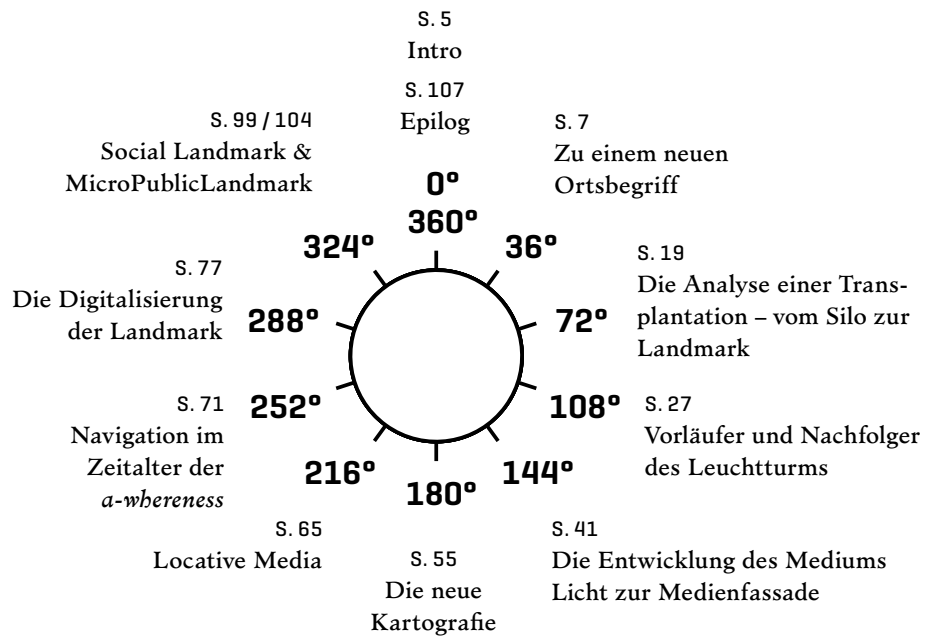 S. 5
Intro
S. 107
Epilog
0°
360°
S. 7
Zu einem neuen
Ortsbegriff
36°
S. 19
Die Analyse einer Trans-
plantation – vom Silo zur
Landmark
72°
S. 27
Vorläufer und Nachfolger
des Leuchtturms
108°
S. 41
Die Entwicklung des Mediums
Licht zur Medienfassade
144°
180°
S. 55
Die neue
Kartografie
216°
S. 65
Locative Media
252°
S. 71
Navigation im
Zeitalter der
a-whereness
288°
S. 77
Die Digitalisierung
der Landmark
324°
S. 99 / 104
Social Landmark &
MicroPublicLandmark